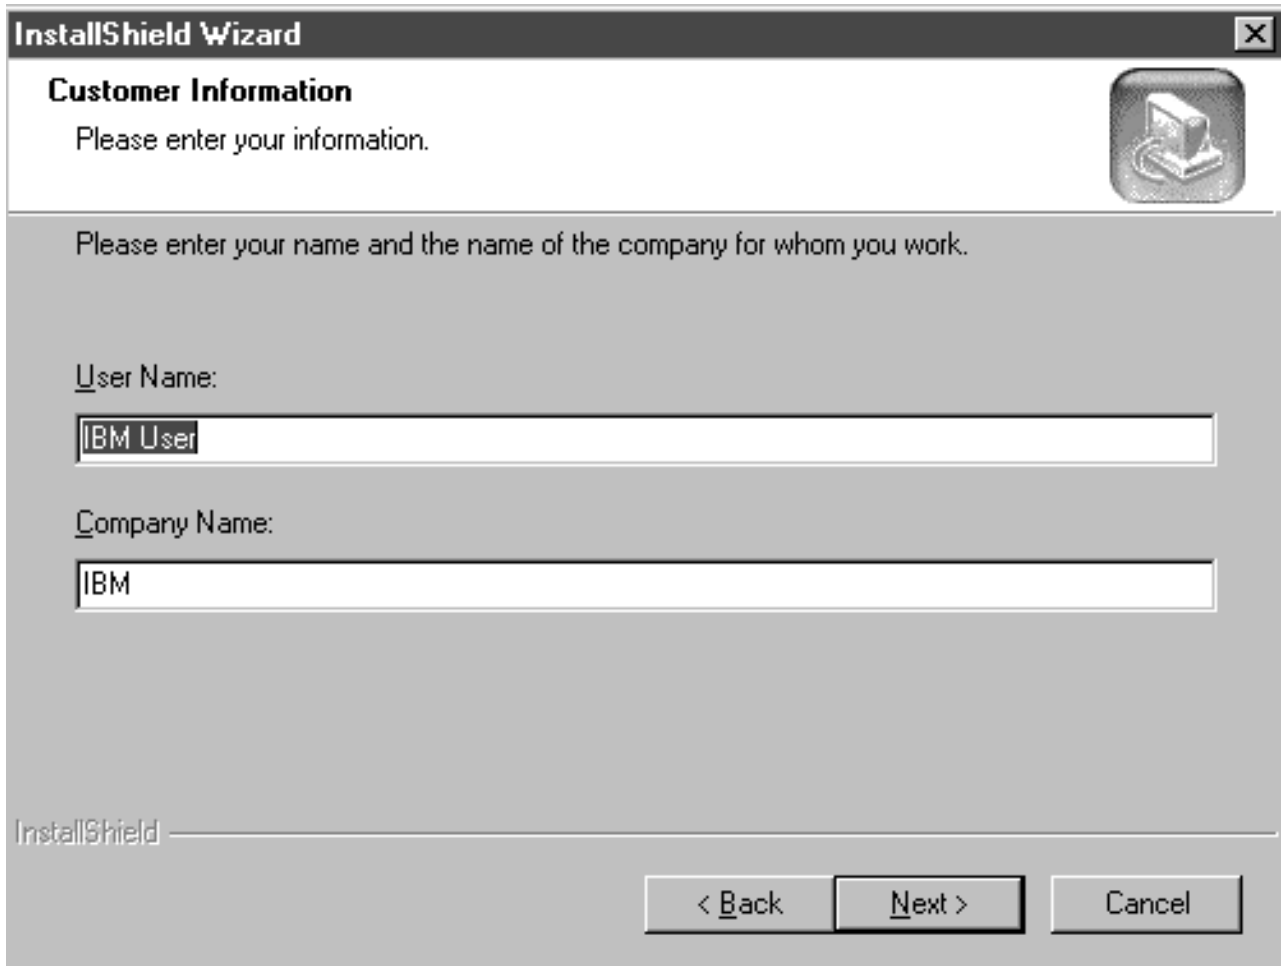 InstallShield Wizard
Customer Information
Please enter your information.
Please enter your name and the name of the company for whom you work.
User Name:
IBM User
Company Name:
IBM
InstallShield
< Back Next > Cancel